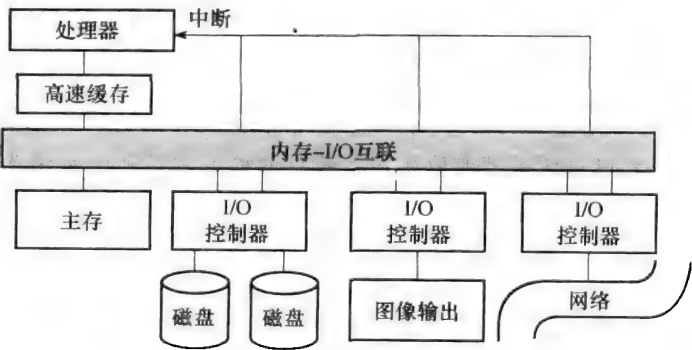 中断
处理器
高速缓存
内存-I/O互联
主存
I/O
控制器
I/O
控制器
I/O
控制器
磁盘
磁盘
图像输出
网络